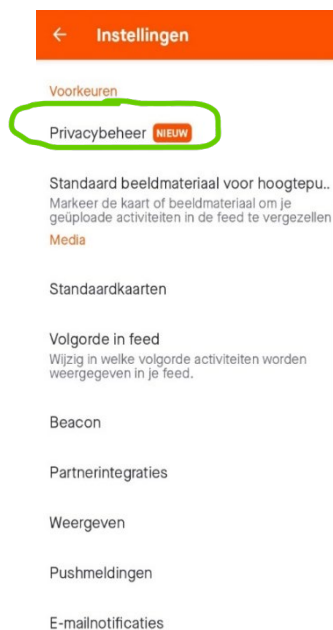 Instellingen
Voorkeuren
Privacybeheer NIEUW
Standaard beeldmateriaal voor hoogtepu..
Markeer de kaart of beeldmateriaal om je
geüploade activiteiten in de feed te vergezellen
Media
Standaardkaarten
Volgorde in feed
Wijzig in welke volgorde activiteiten worden
weergegeven in je feed.
Beacon
Partnerintegraties
Weergeven
Pushmeldingen
E-mailnotificaties